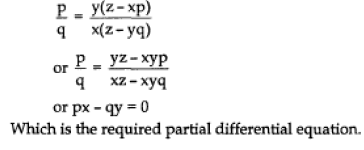 p/q = y(z – xp)/x(z – yq)
or p/q = yz – xyp/xz – xyq
or px – qy = 0
Which is the required partial differential equation.